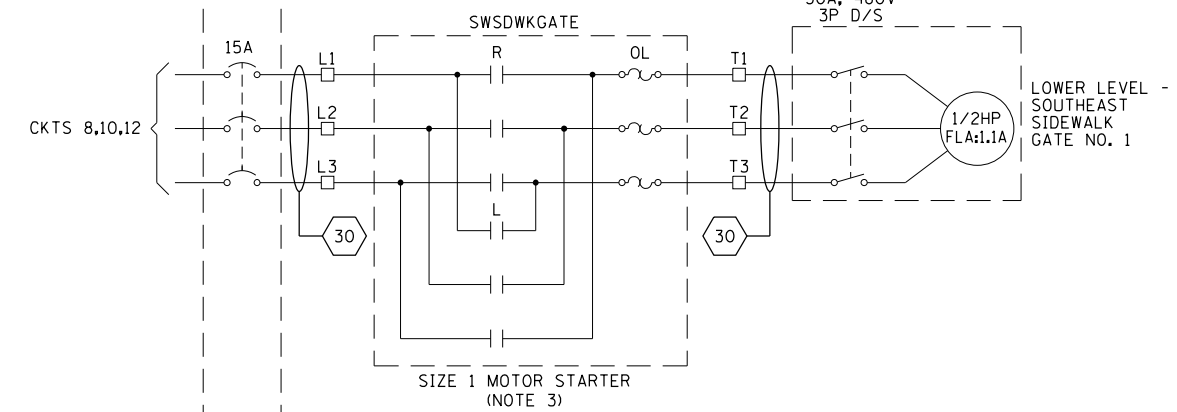 3P D/S
SWSDWKGATE
15A
L1
R
OL
T1
LOWER LEVEL -
SOUTHEAST
SIDEWALK
GATE NO. 1
CKTS 8,10,12
L2
T2
1/2HP
FLA:1.1A
L3
T3
L
30
30
SIZE 1 MOTOR STARTER
(NOTE 3)